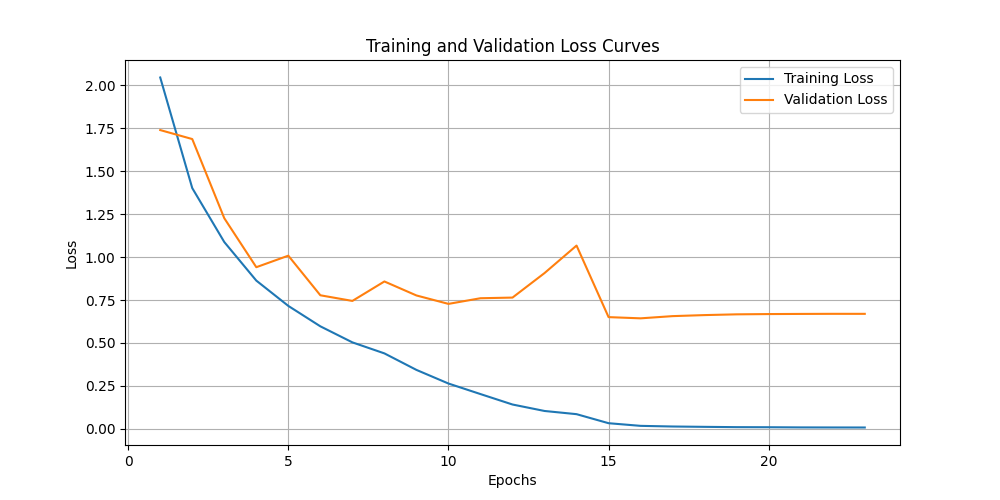 Training and Validation Loss Curves
Training Loss
Validation Loss
2.00
1.75
1.50
1.25
1.00
0.75
0.50
0.25
0.00
Loss
0 5 10 15 20
Epochs